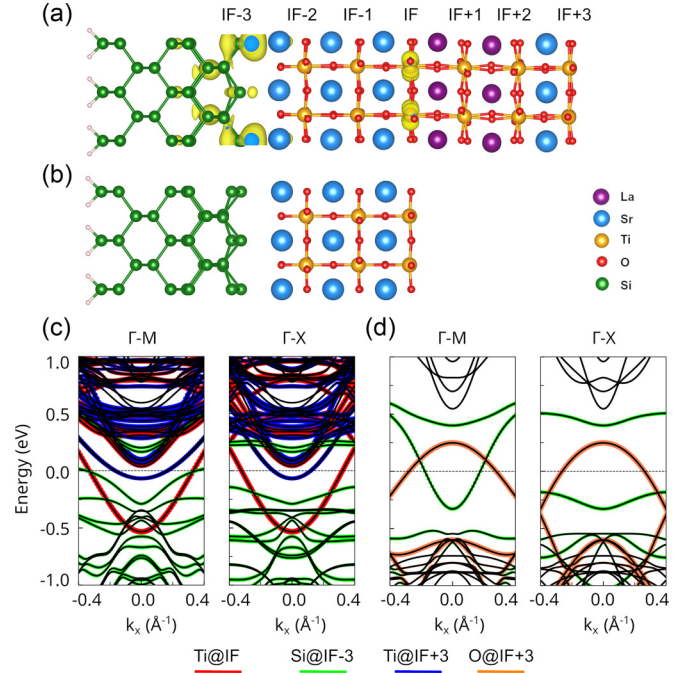 (a)
IF-3 IF-2 IF-1 IF IF+1 IF+2 IF+3
(b)
La
Sr
Ti
O
Si
(c) Γ-M Γ-X (d) Γ-M Γ-X
Energy (eV)
1.0
0.5
0.0
-0.5
-1.0
-0.4 0.0 0.4 -0.4 0.0 0.4 -0.4 0.0 0.4 -0.4 0.0 0.4
kₓ (Å⁻¹) kₓ (Å⁻¹) kₓ (Å⁻¹) kₓ (Å⁻¹)
Ti@IF Si@IF-3 Ti@IF+3 O@IF+3